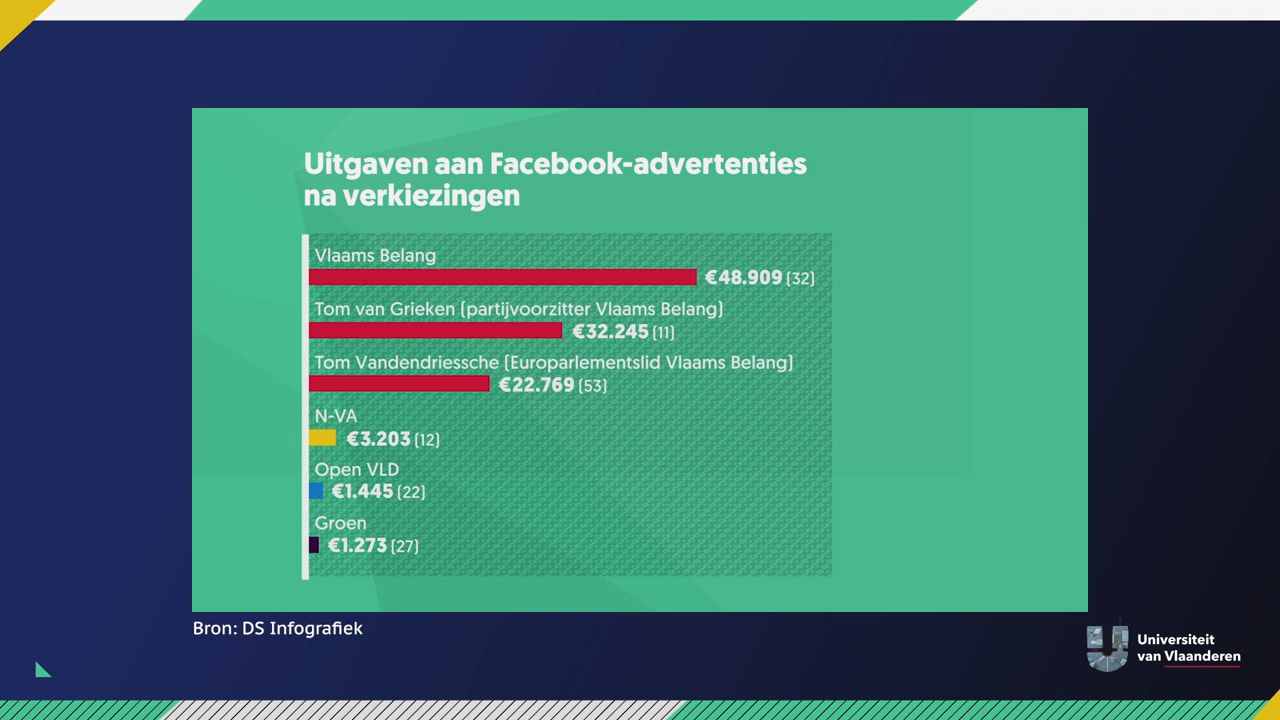 Uitgaven aan Facebook-advertenties
na verkiezingen
Vlaams Belang
€48.909 (32)
Tom van Grieken (partijvoorzitter Vlaams Belang)
€32.245 (11)
Tom Vandendriessche (Europarlementslid Vlaams Belang)
€22.769 (53)
N-VA
€3.203 (12)
Open VLD
€1.445 (22)
Groen
€1.273 (27)
Bron: DS Infografiek
Universiteit
van Vlaanderen